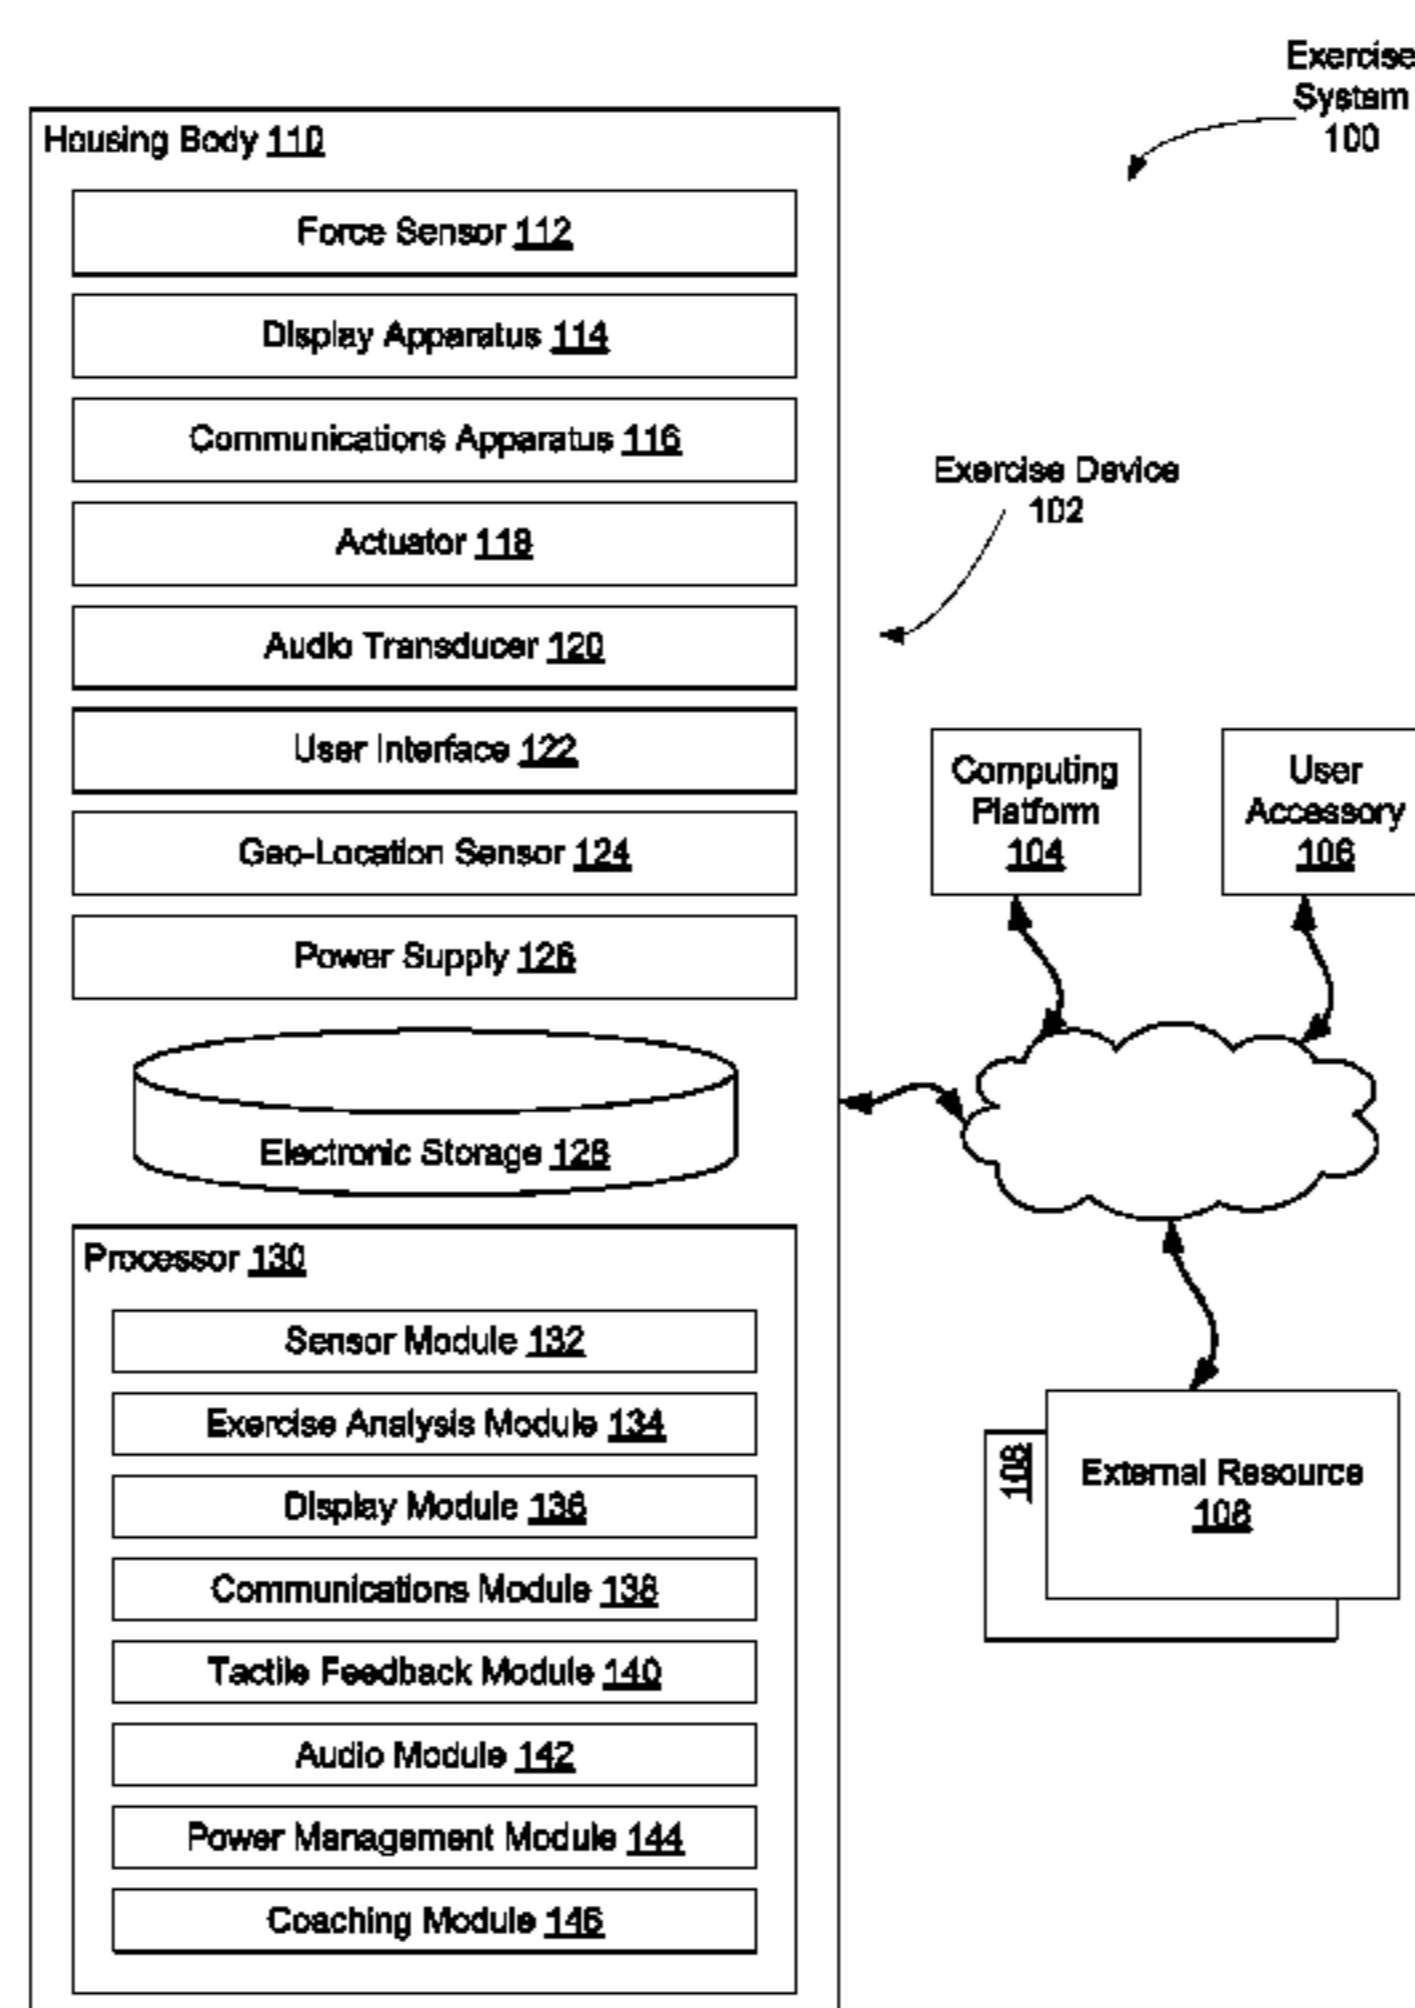 Exercise
System
100
Housing Body 110
Force Sensor 112
Display Apparatus 114
Communications Apparatus 116
Actuator 118
Audio Transducer 120
User Interface 122
Geo-Location Sensor 124
Power Supply 126
Electronic Storage 128
Processor 130
Sensor Module 132
Exercise Analysis Module 134
Display Module 136
Communications Module 138
Tactile Feedback Module 140
Audio Module 142
Power Management Module 144
Coaching Module 146
Exercise Device
102
Computing
Platform
104
User
Accessory
106
108
External Resource
108